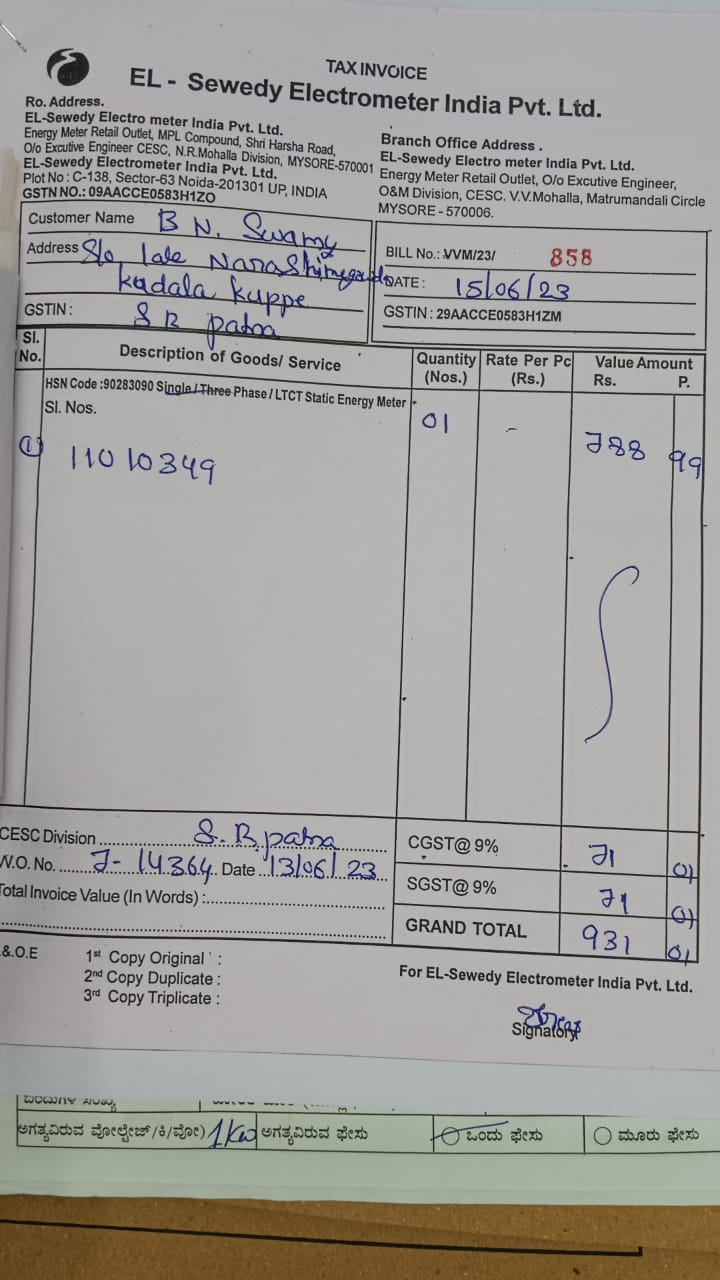 TAX INVOICE
EL - Sewedy Electrometer India Pvt. Ltd.
Ro. Address.
EL-Sewedy Electro meter India Pvt. Ltd.
Energy Meter Retail Outlet, MPL Compound, Shri Harsha Road,
O/o Excutive Engineer CESC, N.R.Mohalla Division, MYSORE-570001
EL-Sewedy Electrometer India Pvt. Ltd.
Plot No : C-138, Sector-63 Noida-201301 UP, INDIA
GSTN NO.: 09AACCE0583H1ZO
Branch Office Address .
EL-Sewedy Electro meter India Pvt. Ltd.
Energy Meter Retail Outlet, O/o Excutive Engineer,
O&M Division, CESC. V.V.Mohalla, Matrumandali Circle
MYSORE - 570006.
Customer Name B N. Swamy
Address S/o late Narashimegowda
kadala kuppe
GSTIN : S R patna
BILL No.: VVM/23/ 858
DATE : 15/06/23
GSTIN : 29AACCE0583H1ZM
Sl. No. Description of Goods/ Service Quantity (Nos.) Rate Per Pc (Rs.) Value Amount Rs. P.
HSN Code :90283090 Single / Three Phase / LTCT Static Energy Meter
Sl. Nos.
1 11010349 01 - 788 99
CESC Division S. R. patna
W.O. No. J- 14364 Date 13/06/23
Total Invoice Value (In Words) :
CGST@ 9% 71 01
SGST@ 9% 71 01
GRAND TOTAL 931 01
&.O.E
1st Copy Original :
2nd Copy Duplicate :
3rd Copy Triplicate :
For EL-Sewedy Electrometer India Pvt. Ltd.
Signatory
ಅಗತ್ಯವಿರುವ ವೋಲ್ಟೇಜ್/ಕಿ/ವೋ) 1Kw ಅಗತ್ಯವಿರುವ ಫೇಸು ಒಂದು ಫೇಸು ಮೂರು ಫೇಸು